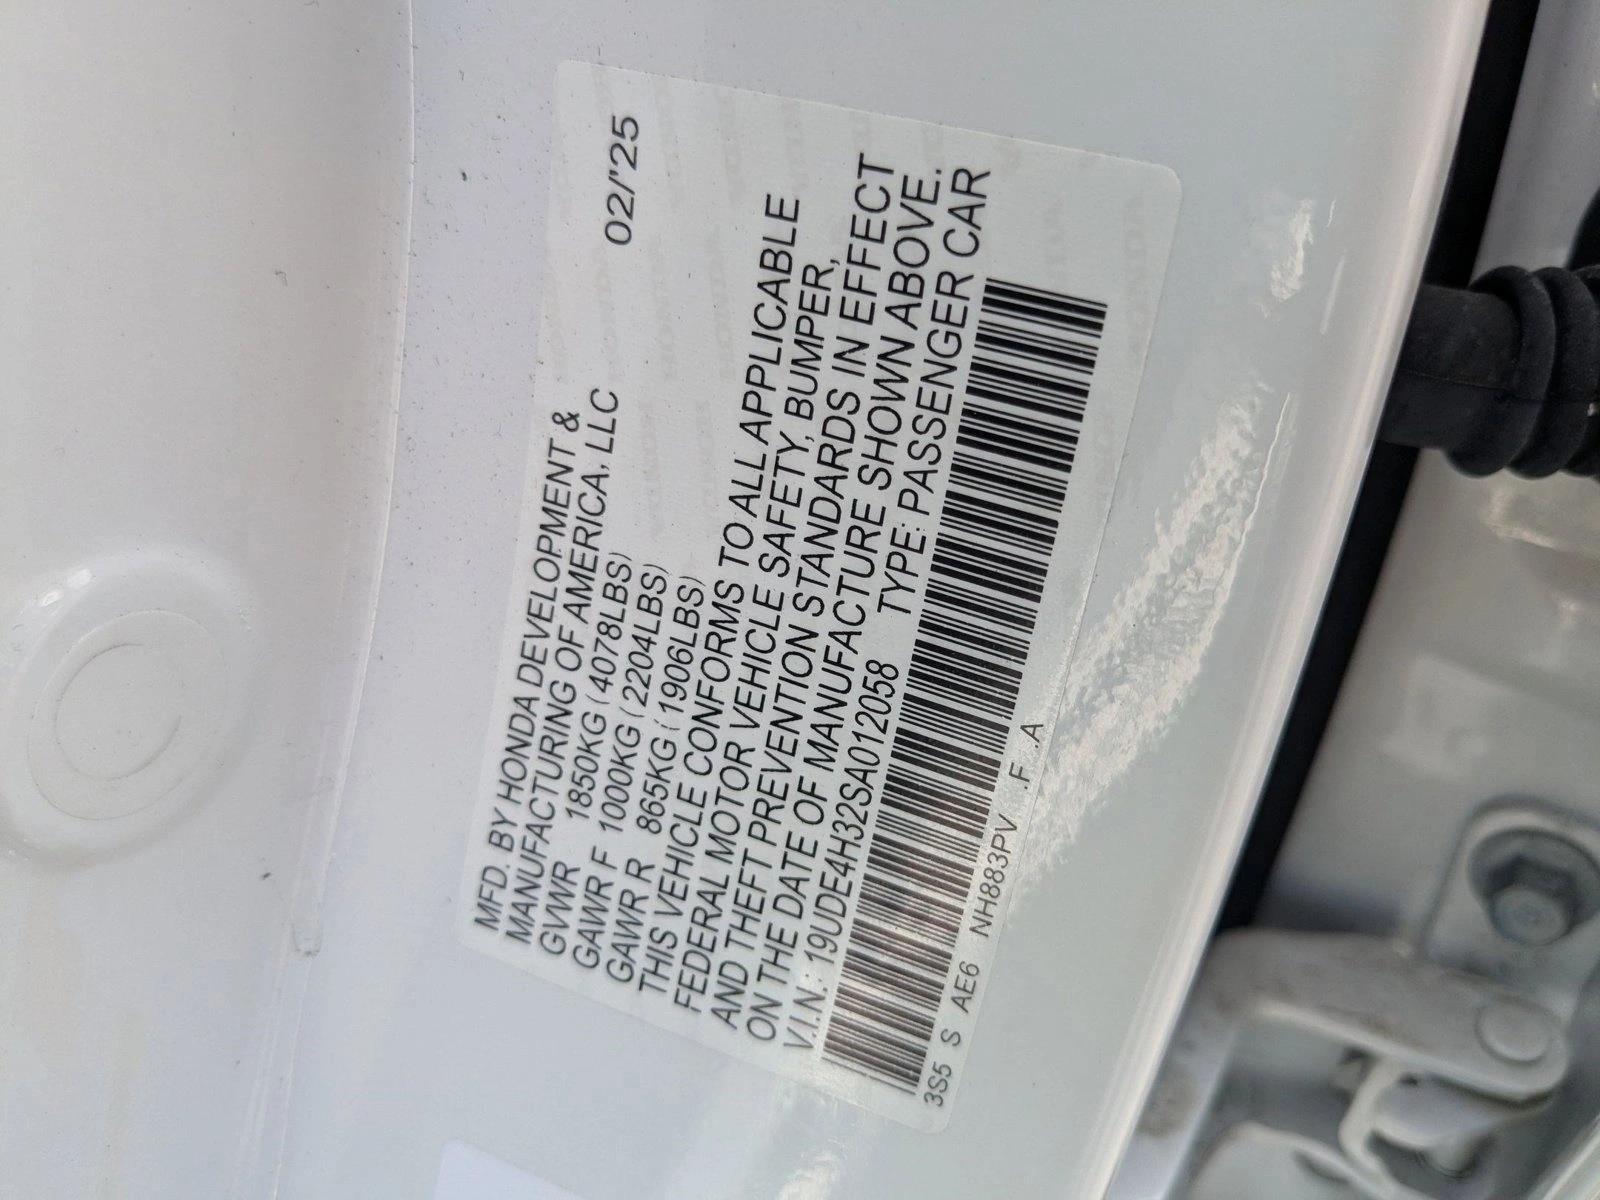 MFD. BY HONDA DEVELOPMENT & 02/'25
MANUFACTURING OF AMERICA, LLC
GVWR 1850KG (4078LBS)
GAWR F 1000KG (2204LBS)
GAWR R 865KG (1906LBS)
THIS VEHICLE CONFORMS TO ALL APPLICABLE
FEDERAL MOTOR VEHICLE SAFETY, BUMPER,
AND THEFT PREVENTION STANDARDS IN EFFECT
ON THE DATE OF MANUFACTURE SHOWN ABOVE.
V.I.N.: 19UDE4H32SA012058 TYPE: PASSENGER CAR
3S5 S AE6 NH883PV .F .A